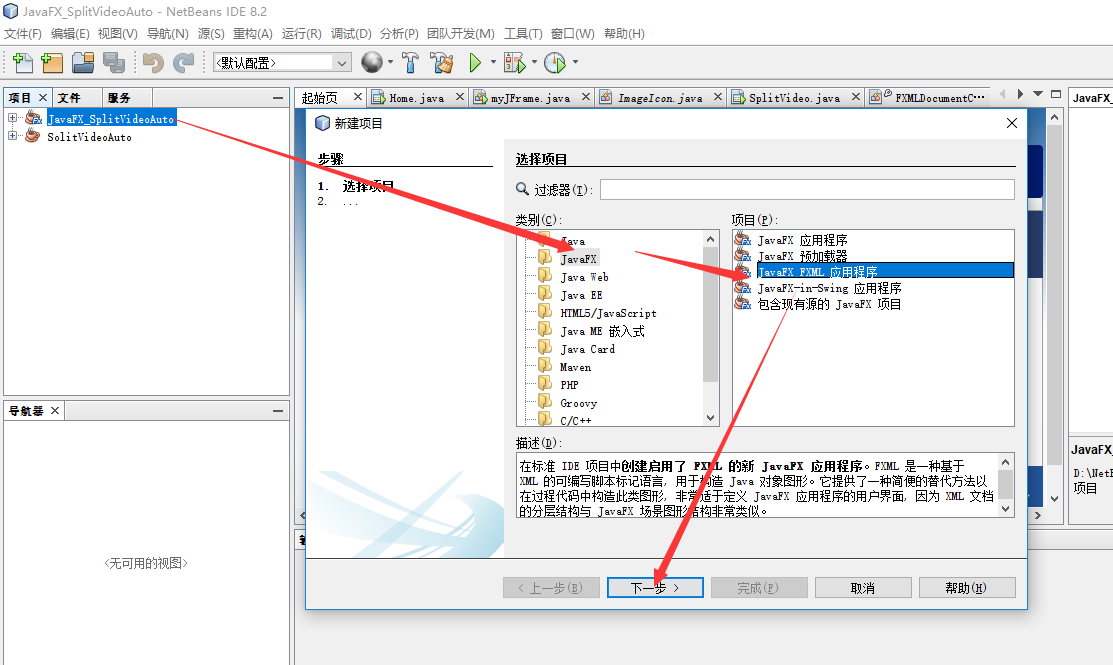 JavaFX_SplitVideoAuto - NetBeans IDE 8.2
文件(F) 编辑(E) 视图(V) 导航(N) 源(S) 重构(A) 运行(R) 调试(D) 分析(P) 团队开发(M) 工具(T) 窗口(W) 帮助(H)
<默认配置>
项目 文件 服务
起始页 Home.java myJFrame.java ImageIcon.java SplitVideo.java FXMLDocumentC...
JavaFX_
JavaFX_SplitVideoAuto
SolitVideoAuto
新建项目
步骤
1. 选择项目
2. ...
选择项目
过滤器(I):
类别(C):
Java
JavaFX
Java Web
Java EE
HTML5/JavaScript
Java ME 嵌入式
Java Card
Maven
PHP
Groovy
C/C++
项目(P):
JavaFX 应用程序
JavaFX 预加载器
JavaFX FXML 应用程序
JavaFX-in-Swing 应用程序
包含现有源的 JavaFX 项目
描述(D):
在标准 IDE 项目中创建启用了 FXML 的新 JavaFX 应用程序。FXML 是一种基于
XML 的可编写脚本标记语言，用于构造 Java 对象图形。它提供了一种简便的替代方法以
在过程代码中构造此类图形，非常适于定义 JavaFX 应用程序的用户界面，因为 XML 文档
的分层结构与 JavaFX 场景图形结构非常类似。
< 上一步(B) 下一步 > 完成(F) 取消 帮助(H)
导航器
<无可用的视图>
JavaFX_
D:\NetB
项目